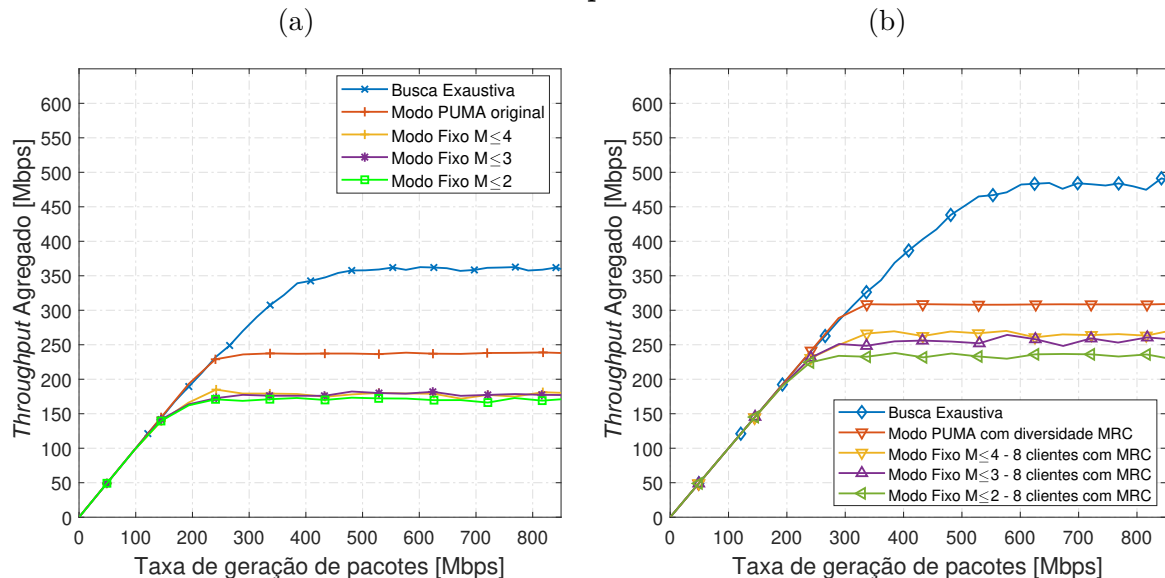 (a)
600
550
500
450
400
350
300
250
200
150
100
50
0
Throughput Agregado [Mbps]
0 100 200 300 400 500 600 700 800
Taxa de geração de pacotes [Mbps]
Busca Exaustiva
Modo PUMA original
Modo Fixo M≤4
Modo Fixo M≤3
Modo Fixo M≤2
(b)
600
550
500
450
400
350
300
250
200
150
100
50
0
Throughput Agregado [Mbps]
0 100 200 300 400 500 600 700 800
Taxa de geração de pacotes [Mbps]
Busca Exaustiva
Modo PUMA com diversidade MRC
Modo Fixo M≤4 - 8 clientes com MRC
Modo Fixo M≤3 - 8 clientes com MRC
Modo Fixo M≤2 - 8 clientes com MRC